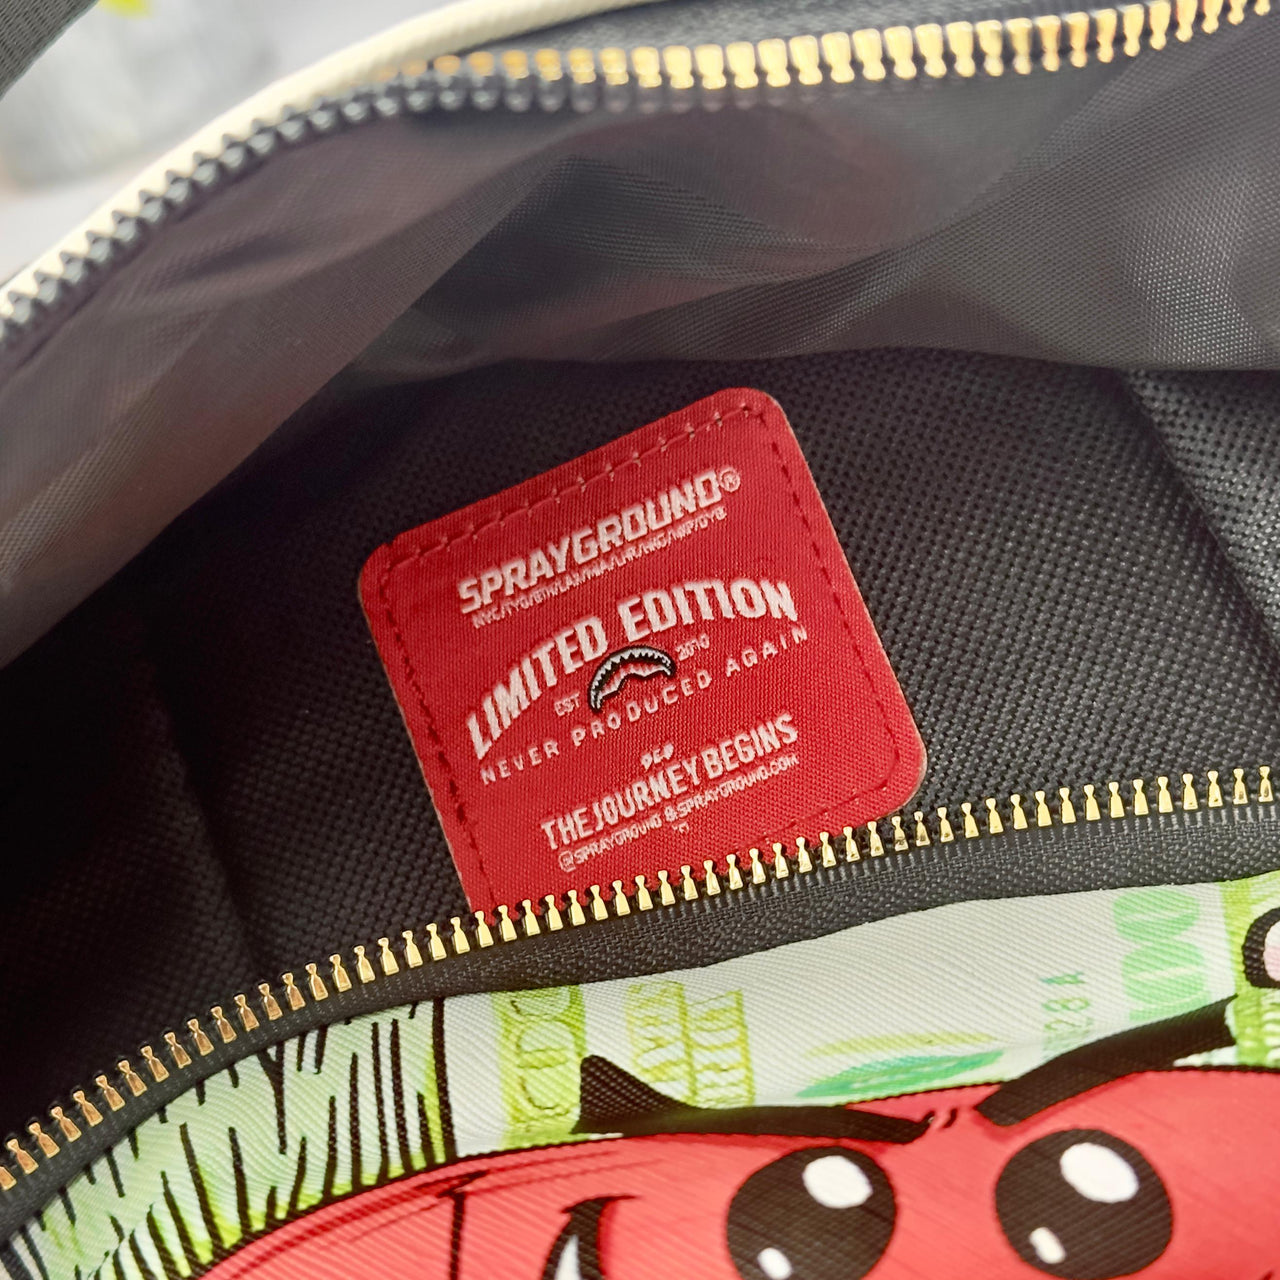 SPRAYGROUND®
LIMITED EDITION
EST 2010
NEVER PRODUCED AGAIN
THE JOURNEY BEGINS
@SPRAYGROUND & SPRAYGROUND.COM